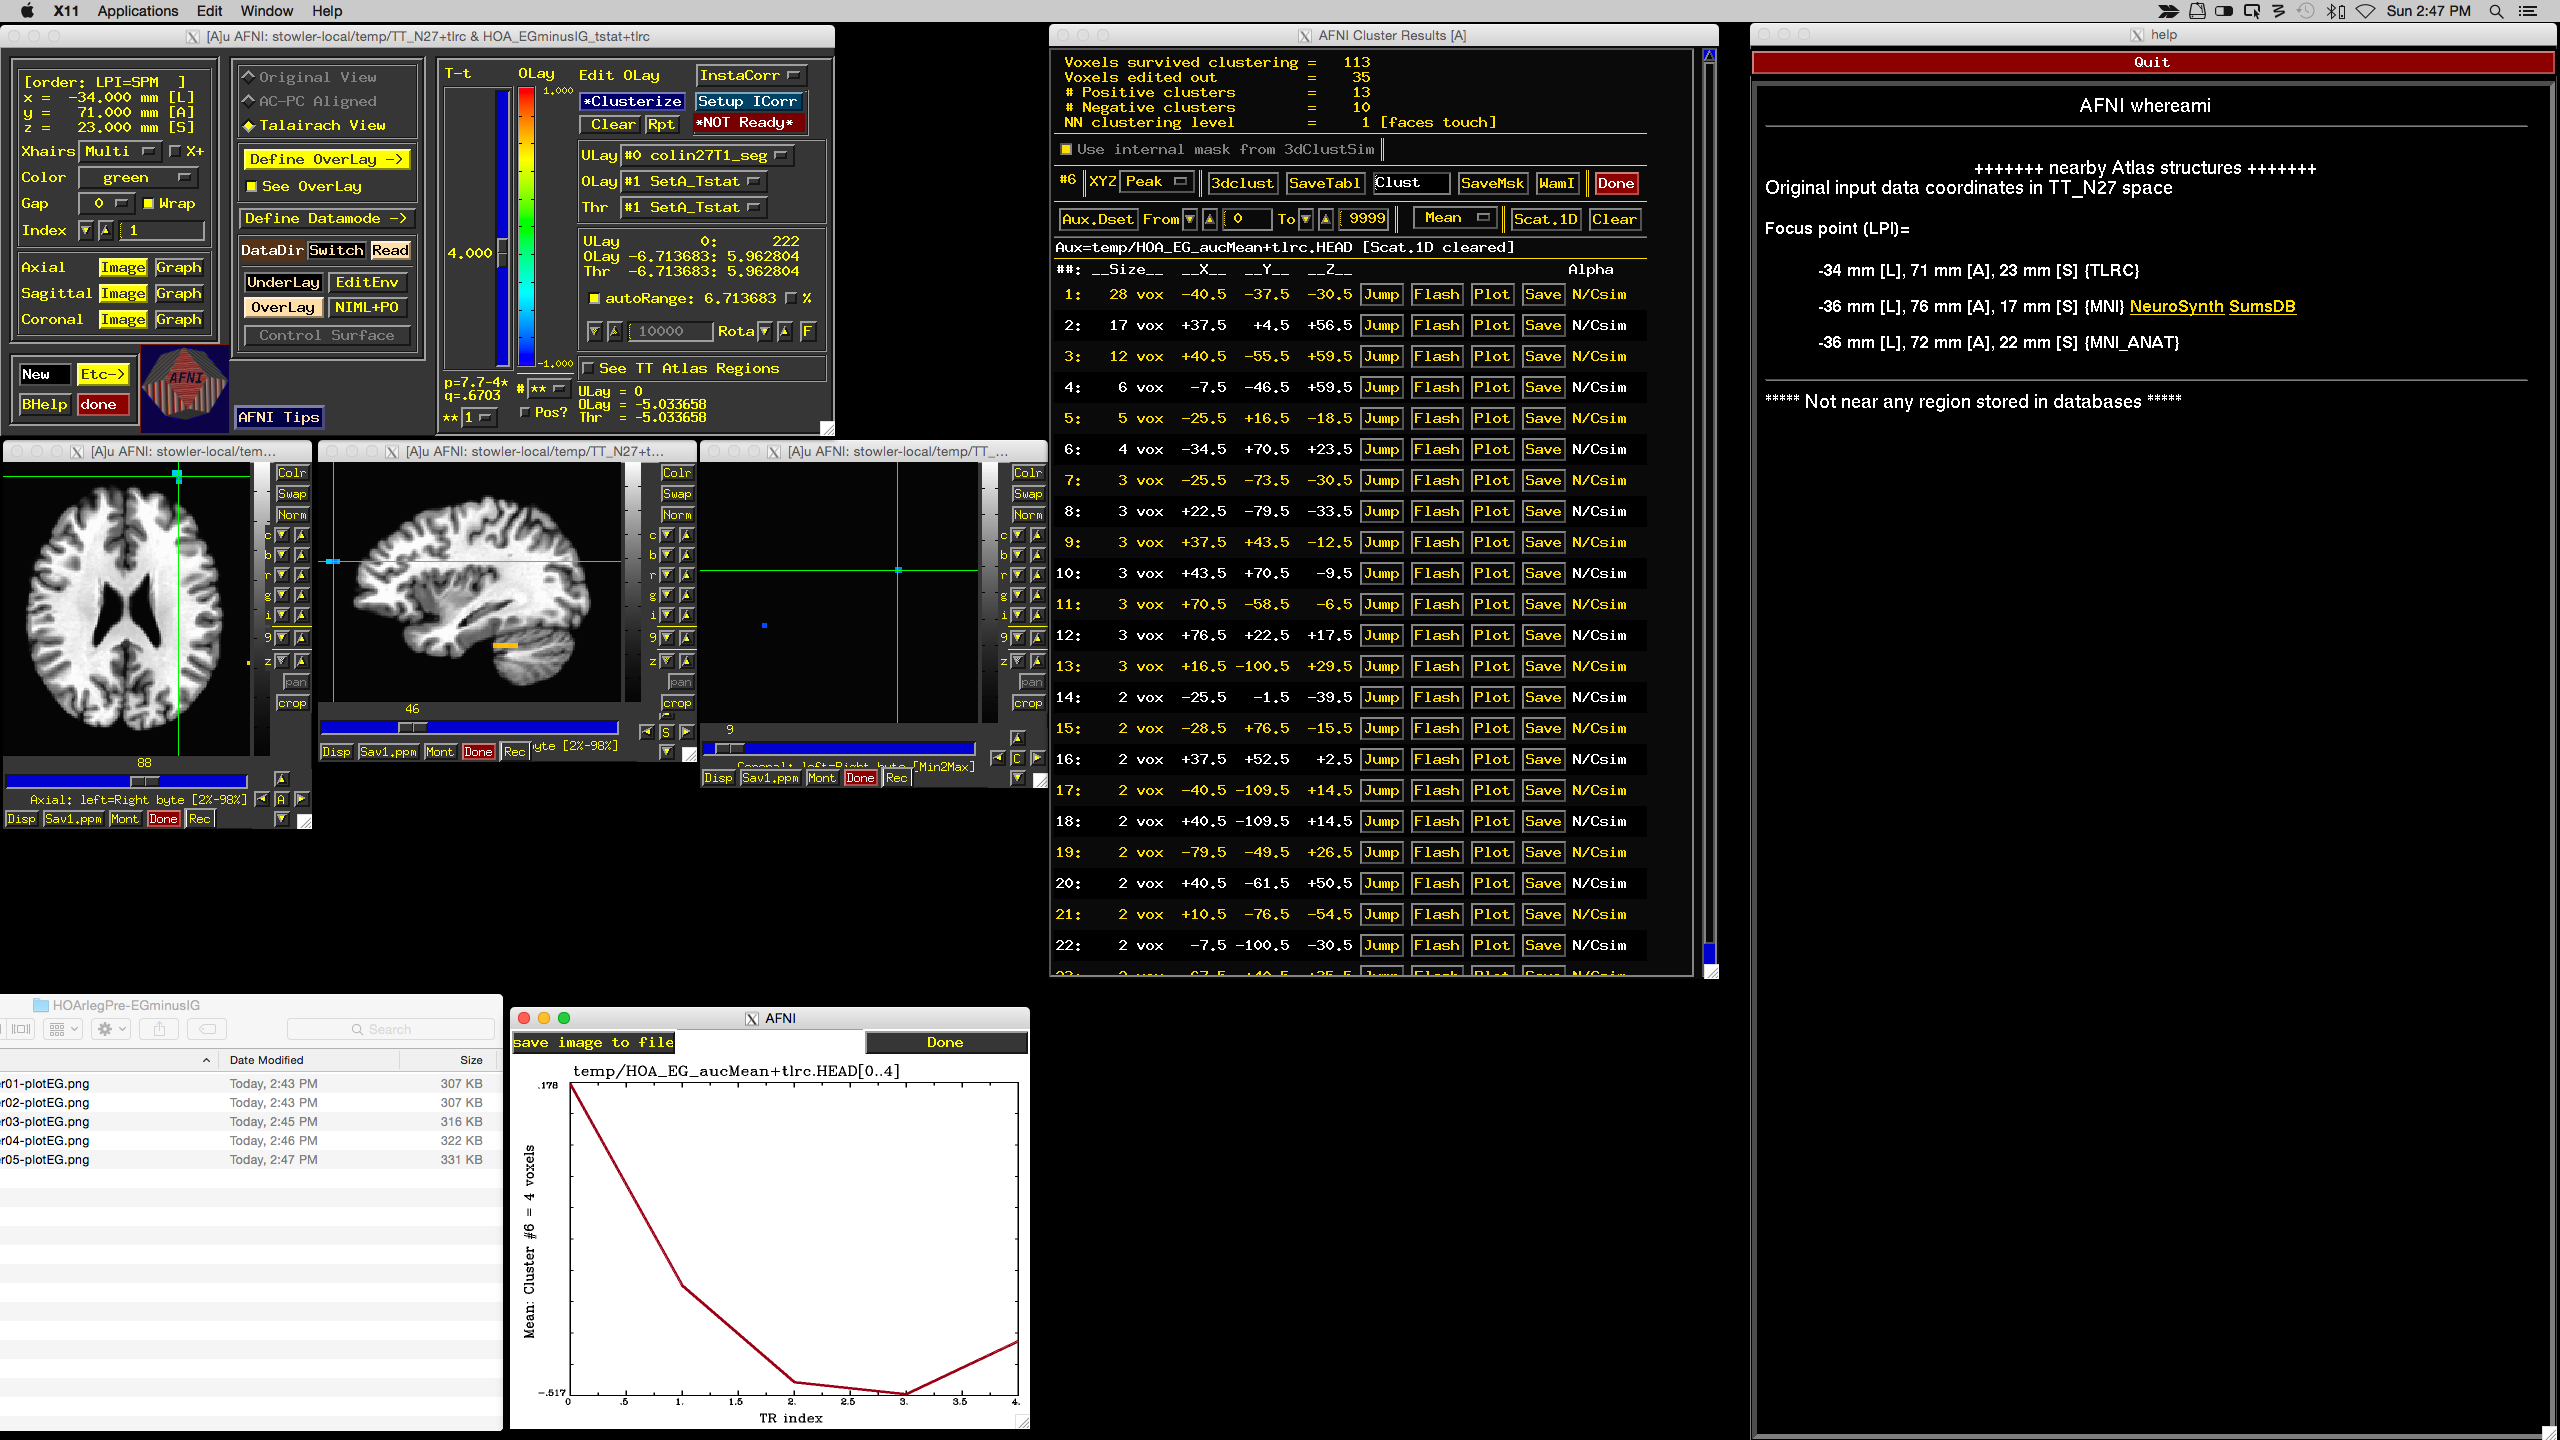 X11 Applications Edit Window Help
Sun 2:47 PM
[A]u AFNI: stowler-local/temp/TT_N27+tlrc & HOA_EGminusIG_tstat+tlrc
[order: LPI=SPM ]
x = -34.000 mm [L]
y = 71.000 mm [A]
z = 23.000 mm [S]
Xhairs Multi X+
Color green
Gap 0 Wrap
Index 1
Axial Image Graph
Sagittal Image Graph
Coronal Image Graph
New Etc->
BHelp done
AFNI
AFNI Tips
Original View
AC-PC Aligned
Talairach View
Define OverLay ->
See OverLay
Define Datamode ->
DataDir Switch Read
UnderLay EditEnv
OverLay NIML+PO
Control Surface
T-t OLay
1.000
4.000
-1.000
p=7.7-4*
q=.6703
# **
** 1
Pos?
Edit OLay InstaCorr
*Clusterize Setup ICorr
Clear Rpt *NOT Ready*
ULay #0 colin27T1_seg
OLay #1 SetA_Tstat
Thr #1 SetA_Tstat
ULay 0: 222
OLay -6.713683: 5.962804
Thr -6.713683: 5.962804
autoRange: 6.713683 %
10000 Rota F
See TT Atlas Regions
ULay = 0
OLay = -5.033658
Thr = -5.033658
[A]u AFNI: stowler-local/tem...
Colr
Swap
Norm
c
b
r
g
i
9
z
pan
crop
88
Axial: left=Right byte [2%-98%]
A
Disp Sav1.ppm Mont Done Rec
[A]u AFNI: stowler-local/temp/TT_N27+t...
Colr
Swap
Norm
c
b
r
g
i
9
z
pan
crop
46
S
Disp Sav1.ppm Mont Done Rec yte [2%-98%]
[A]u AFNI: stowler-local/temp/TT_...
Colr
Swap
Norm
c
b
r
g
i
9
z
pan
crop
9
Coronal: left=Right byte [Min2Max]
C
Disp Sav1.ppm Mont Done Rec
AFNI Cluster Results [A]
Voxels survived clustering = 113
Voxels edited out = 35
# Positive clusters = 13
# Negative clusters = 10
NN clustering level = 1 [faces touch]
Use internal mask from 3dClustSim
#6 XYZ Peak 3dclust SaveTabl Clust SaveMsk WamI Done
Aux.Dset From 0 To 9999 Mean Scat.1D Clear
Aux=temp/HOA_EG_aucMean+tlrc.HEAD [Scat.1D cleared]
##: __Size__ __X__ __Y__ __Z__ Alpha
1: 28 vox -40.5 -37.5 -30.5 Jump Flash Plot Save N/Csim
2: 17 vox +37.5 +4.5 +56.5 Jump Flash Plot Save N/Csim
3: 12 vox +40.5 -55.5 +59.5 Jump Flash Plot Save N/Csim
4: 6 vox -7.5 -46.5 +59.5 Jump Flash Plot Save N/Csim
5: 5 vox -25.5 +16.5 -18.5 Jump Flash Plot Save N/Csim
6: 4 vox -34.5 +70.5 +23.5 Jump Flash Plot Save N/Csim
7: 3 vox -25.5 -73.5 -30.5 Jump Flash Plot Save N/Csim
8: 3 vox +22.5 -79.5 -33.5 Jump Flash Plot Save N/Csim
9: 3 vox +37.5 +43.5 -12.5 Jump Flash Plot Save N/Csim
10: 3 vox +43.5 +70.5 -9.5 Jump Flash Plot Save N/Csim
11: 3 vox +70.5 -58.5 -6.5 Jump Flash Plot Save N/Csim
12: 3 vox +76.5 +22.5 +17.5 Jump Flash Plot Save N/Csim
13: 3 vox +16.5 -100.5 +29.5 Jump Flash Plot Save N/Csim
14: 2 vox -25.5 -1.5 -39.5 Jump Flash Plot Save N/Csim
15: 2 vox -28.5 +76.5 -15.5 Jump Flash Plot Save N/Csim
16: 2 vox +37.5 +52.5 +2.5 Jump Flash Plot Save N/Csim
17: 2 vox -40.5 -109.5 +14.5 Jump Flash Plot Save N/Csim
18: 2 vox +40.5 -109.5 +14.5 Jump Flash Plot Save N/Csim
19: 2 vox -79.5 -49.5 +26.5 Jump Flash Plot Save N/Csim
20: 2 vox +40.5 -61.5 +50.5 Jump Flash Plot Save N/Csim
21: 2 vox +10.5 -76.5 -54.5 Jump Flash Plot Save N/Csim
22: 2 vox -7.5 -100.5 -30.5 Jump Flash Plot Save N/Csim
help
Quit
AFNI whereami
+++++++ nearby Atlas structures +++++++
Original input data coordinates in TT_N27 space
Focus point (LPI)=
-34 mm [L], 71 mm [A], 23 mm [S] {TLRC}
-36 mm [L], 76 mm [A], 17 mm [S] {MNI} NeuroSynth SumsDB
-36 mm [L], 72 mm [A], 22 mm [S] {MNI_ANAT}
***** Not near any region stored in databases *****
HOArlegPre-EGminusIG
Search
Date Modified Size
er01-plotEG.png Today, 2:43 PM 307 KB
er02-plotEG.png Today, 2:43 PM 307 KB
er03-plotEG.png Today, 2:45 PM 316 KB
er04-plotEG.png Today, 2:46 PM 322 KB
er05-plotEG.png Today, 2:47 PM 331 KB
AFNI
save image to file Done
temp/HOA_EG_aucMean+tlrc.HEAD[0..4]
.178
Mean: Cluster #6 = 4 voxels
-.517
0 .5 1. 1.5 2. 2.5 3. 3.5 4.
TR index